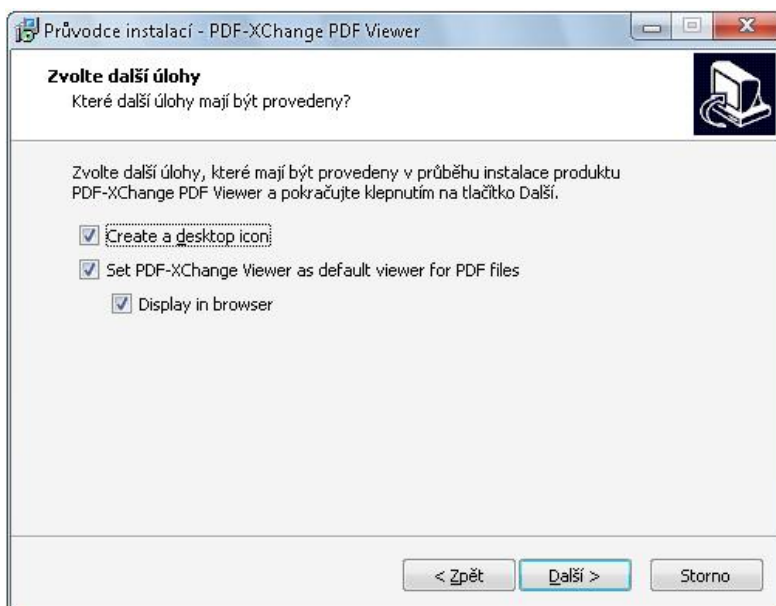 Průvodce instalací - PDF-XChange PDF Viewer
Zvolte další úlohy
Které další úlohy mají být provedeny?
Zvolte další úlohy, které mají být provedeny v průběhu instalace produktu
PDF-XChange PDF Viewer a pokračujte klepnutím na tlačítko Další.
Create a desktop icon
Set PDF-XChange Viewer as default viewer for PDF files
Display in browser
< Zpět
Další >
Storno